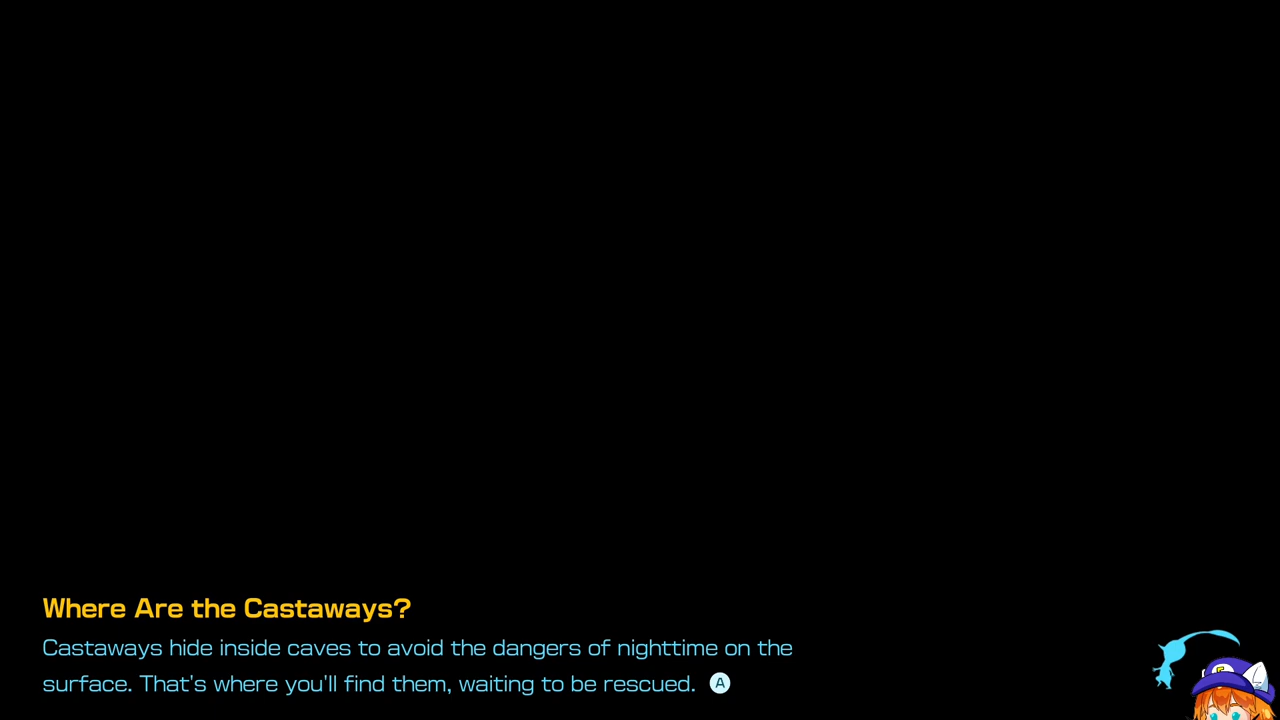 Where Are the Castaways?
Castaways hide inside caves to avoid the dangers of nighttime on the
surface. That's where you'll find them, waiting to be rescued. A